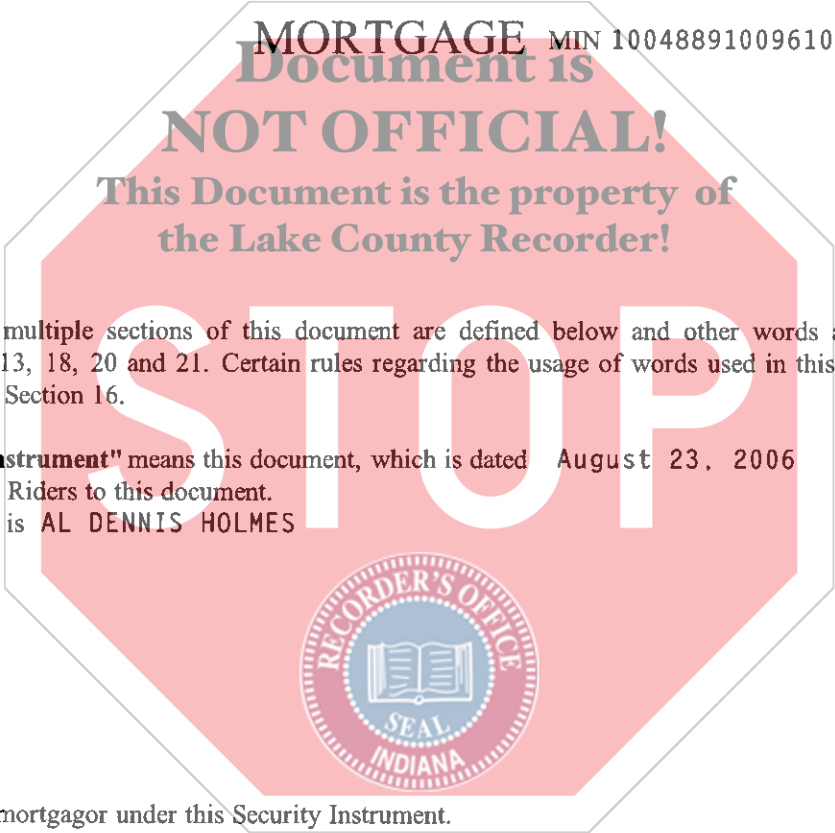 MORTGAGE MIN 10048891009610
Document is
NOT OFFICIAL!
This Document is the property of
the Lake County Recorder!
STOP
multiple sections of this document are defined below and other words
13, 18, 20 and 21. Certain rules regarding the usage of words used in this
Section 16.
strument" means this document, which is dated August 23, 2006
Riders to this document.
is AL DENNIS HOLMES
RECORDER'S OFFICE
SEAL
INDIANA
mortgagor under this Security Instrument.